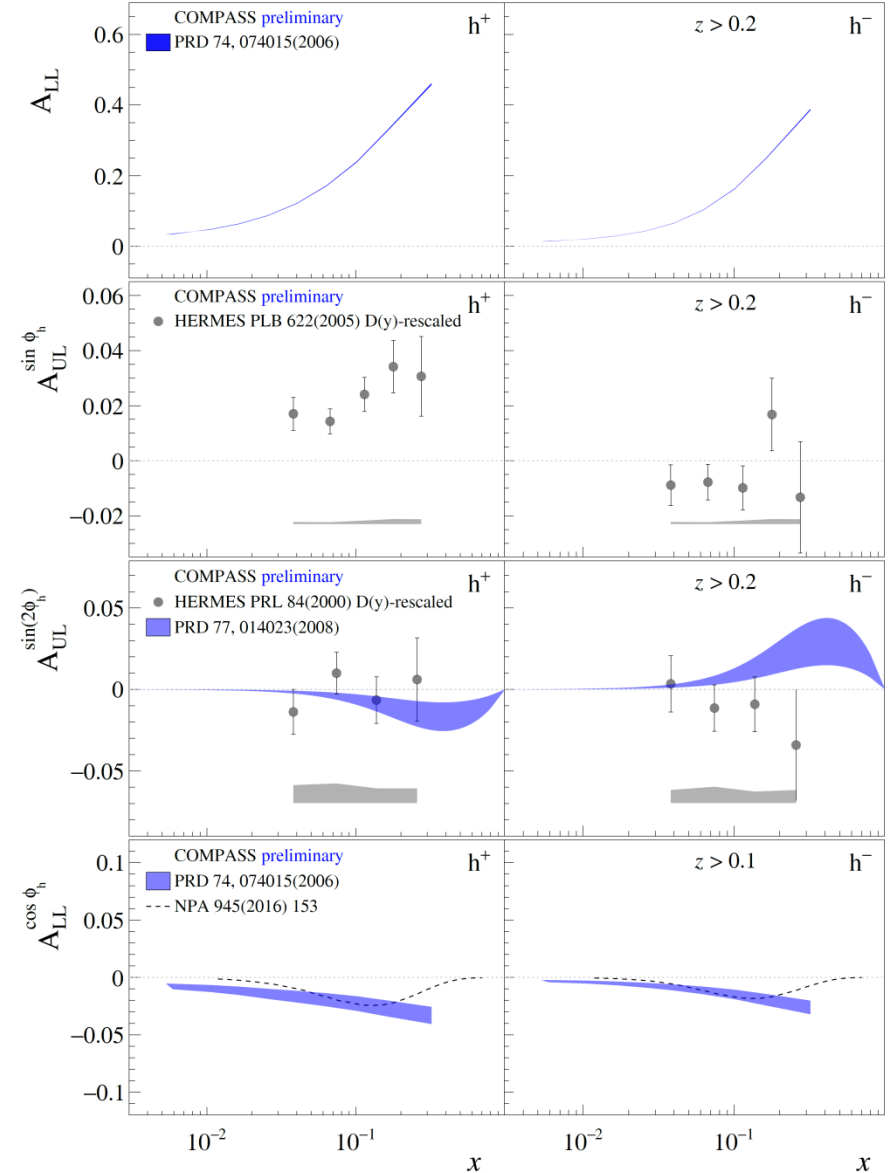 COMPASS preliminary
PRD 74, 074015(2006)
h⁺
z > 0.2
h⁻
A_LL
0.6
0.4
0.2
0
COMPASS preliminary
HERMES PLB 622(2005) D(y)-rescaled
h⁺
z > 0.2
h⁻
A_UL^sin ϕ_h
0.06
0.04
0.02
0
−0.02
COMPASS preliminary
HERMES PRL 84(2000) D(y)-rescaled
PRD 77, 014023(2008)
h⁺
z > 0.2
h⁻
A_UL^sin(2ϕ_h)
0.05
0
−0.05
COMPASS preliminary
PRD 74, 074015(2006)
NPA 945(2016) 153
h⁺
z > 0.1
h⁻
A_LL^cos ϕ_h
0.1
0.05
0
−0.05
−0.1
10⁻² 10⁻¹ 10⁻² 10⁻¹
x x